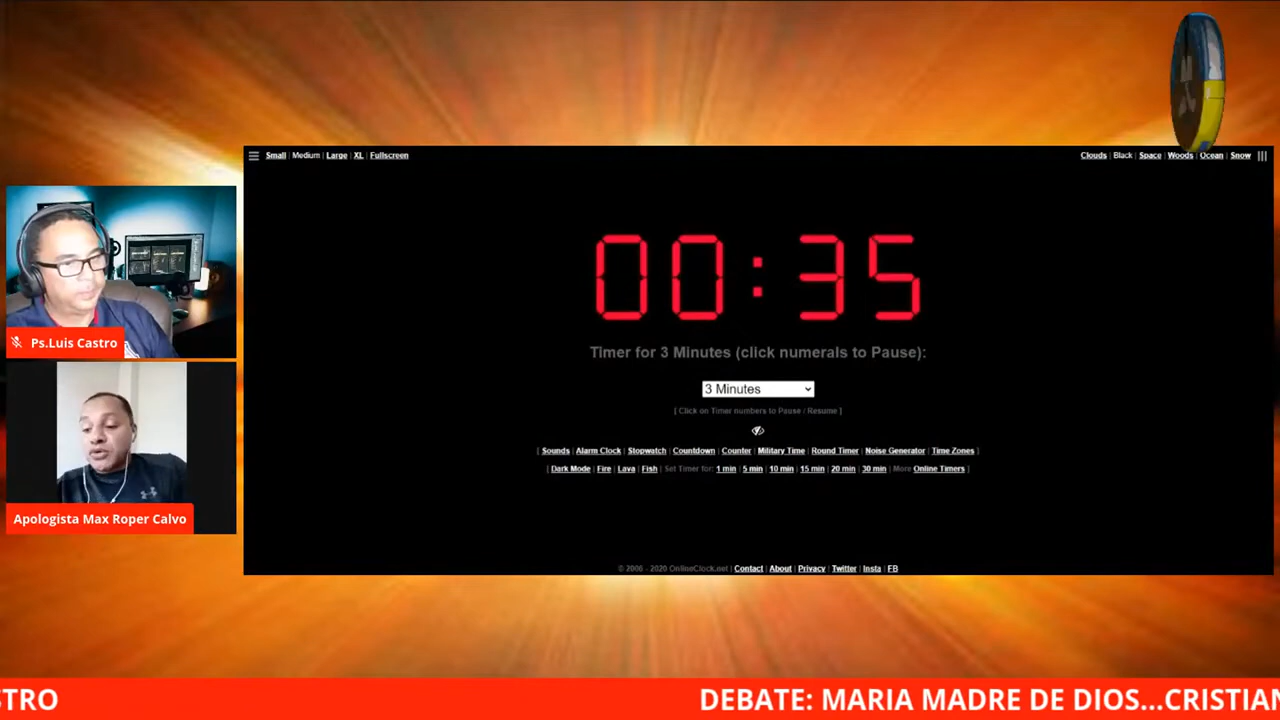 Small | Medium | Large | XL | Fullscreen
Clouds | Black | Space | Woods | Ocean | Snow
00:35
Timer for 3 Minutes (click numerals to Pause):
3 Minutes
[ Click on Timer numbers to Pause / Resume ]
[ Sounds | Alarm Clock | Stopwatch | Countdown | Counter | Military Time | Round Timer | Noise Generator | Time Zones ]
[ Dark Mode | Fire | Lava | Fish | Set Timer for: 1 min | 5 min | 10 min | 15 min | 20 min | 30 min | More Online Timers ]
Ps.Luis Castro
Apologista Max Roper Calvo
© 2006 - 2020 OnlineClock.net | Contact | About | Privacy | Twitter | Insta | FB
STRO
DEBATE: MARIA MADRE DE DIOS...CRISTIAN